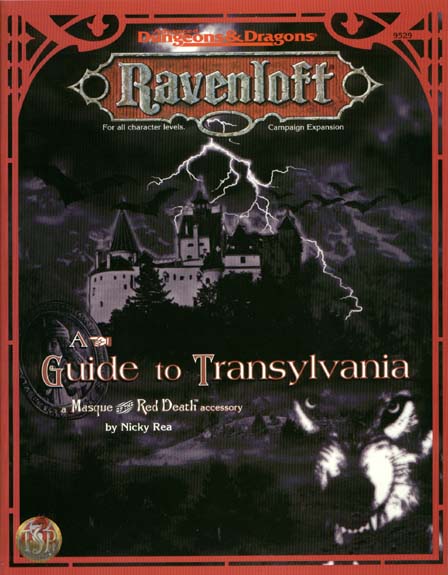 Dungeons & Dragons
9529
Ravenloft
For all character levels. Campaign Expansion
A
Guide to Transylvania
a Masque of the Red Death accessory
by Nicky Rea
TSR